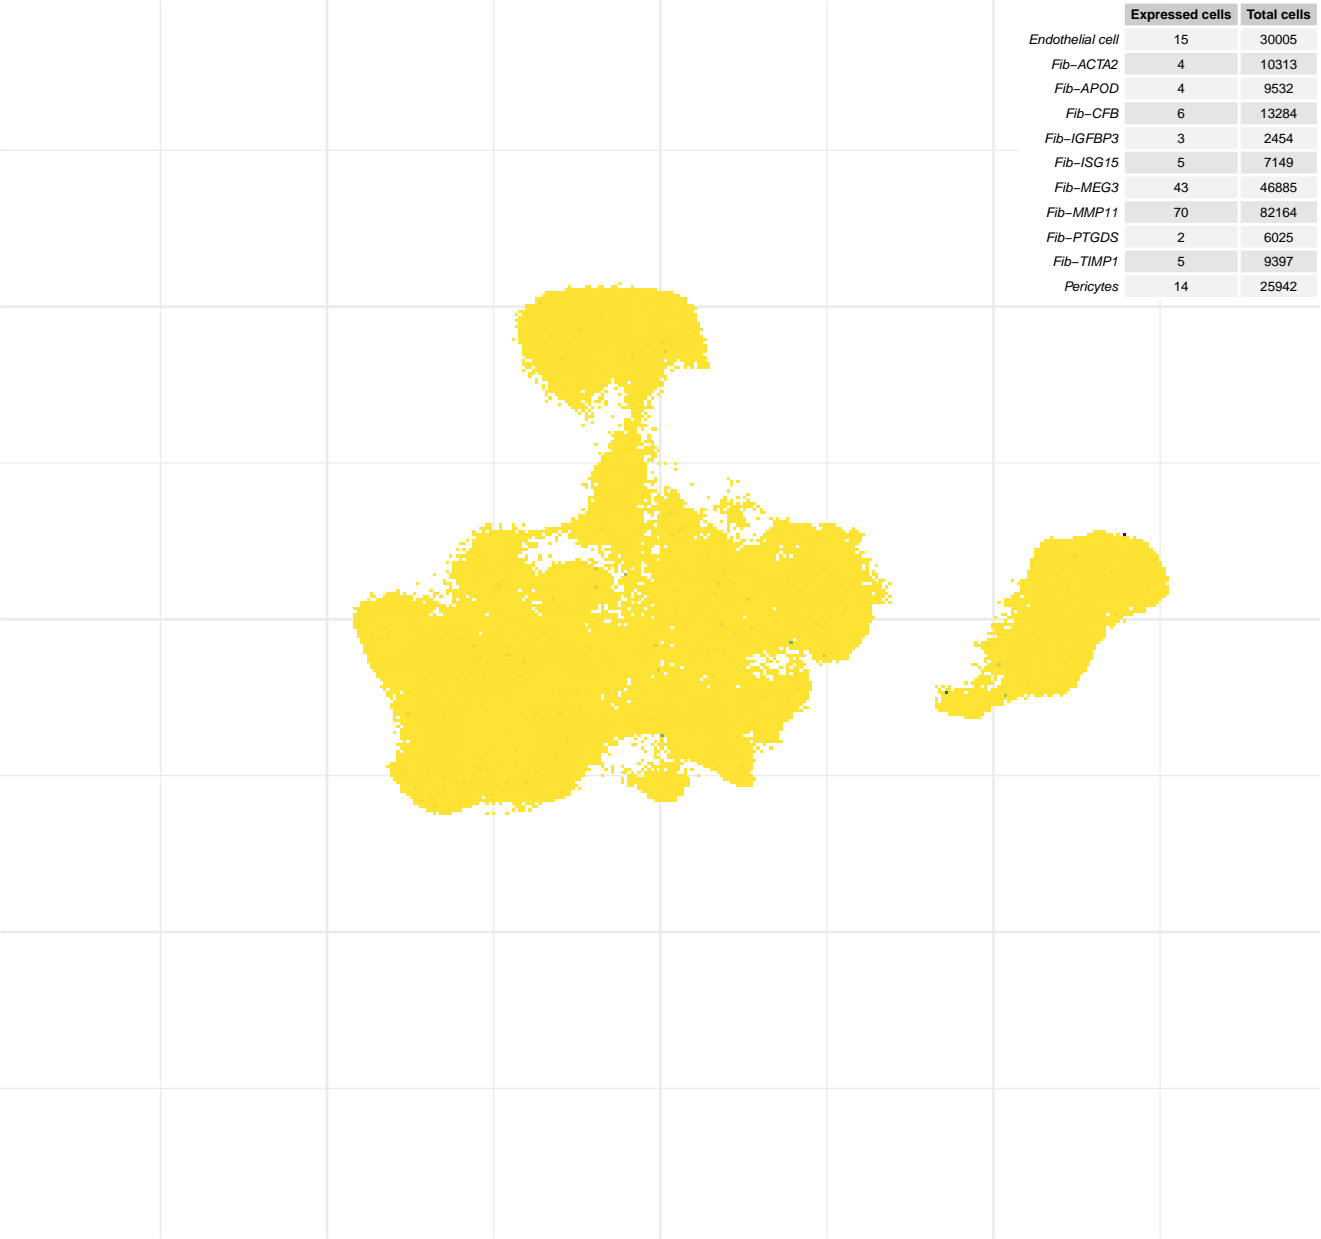 Expressed cells Total cells
Endothelial cell 15 30005
Fib−ACTA2 4 10313
Fib−APOD 4 9532
Fib−CFB 6 13284
Fib−IGFBP3 3 2454
Fib−ISG15 5 7149
Fib−MEG3 43 46885
Fib−MMP11 70 82164
Fib−PTGDS 2 6025
Fib−TIMP1 5 9397
Pericytes 14 25942